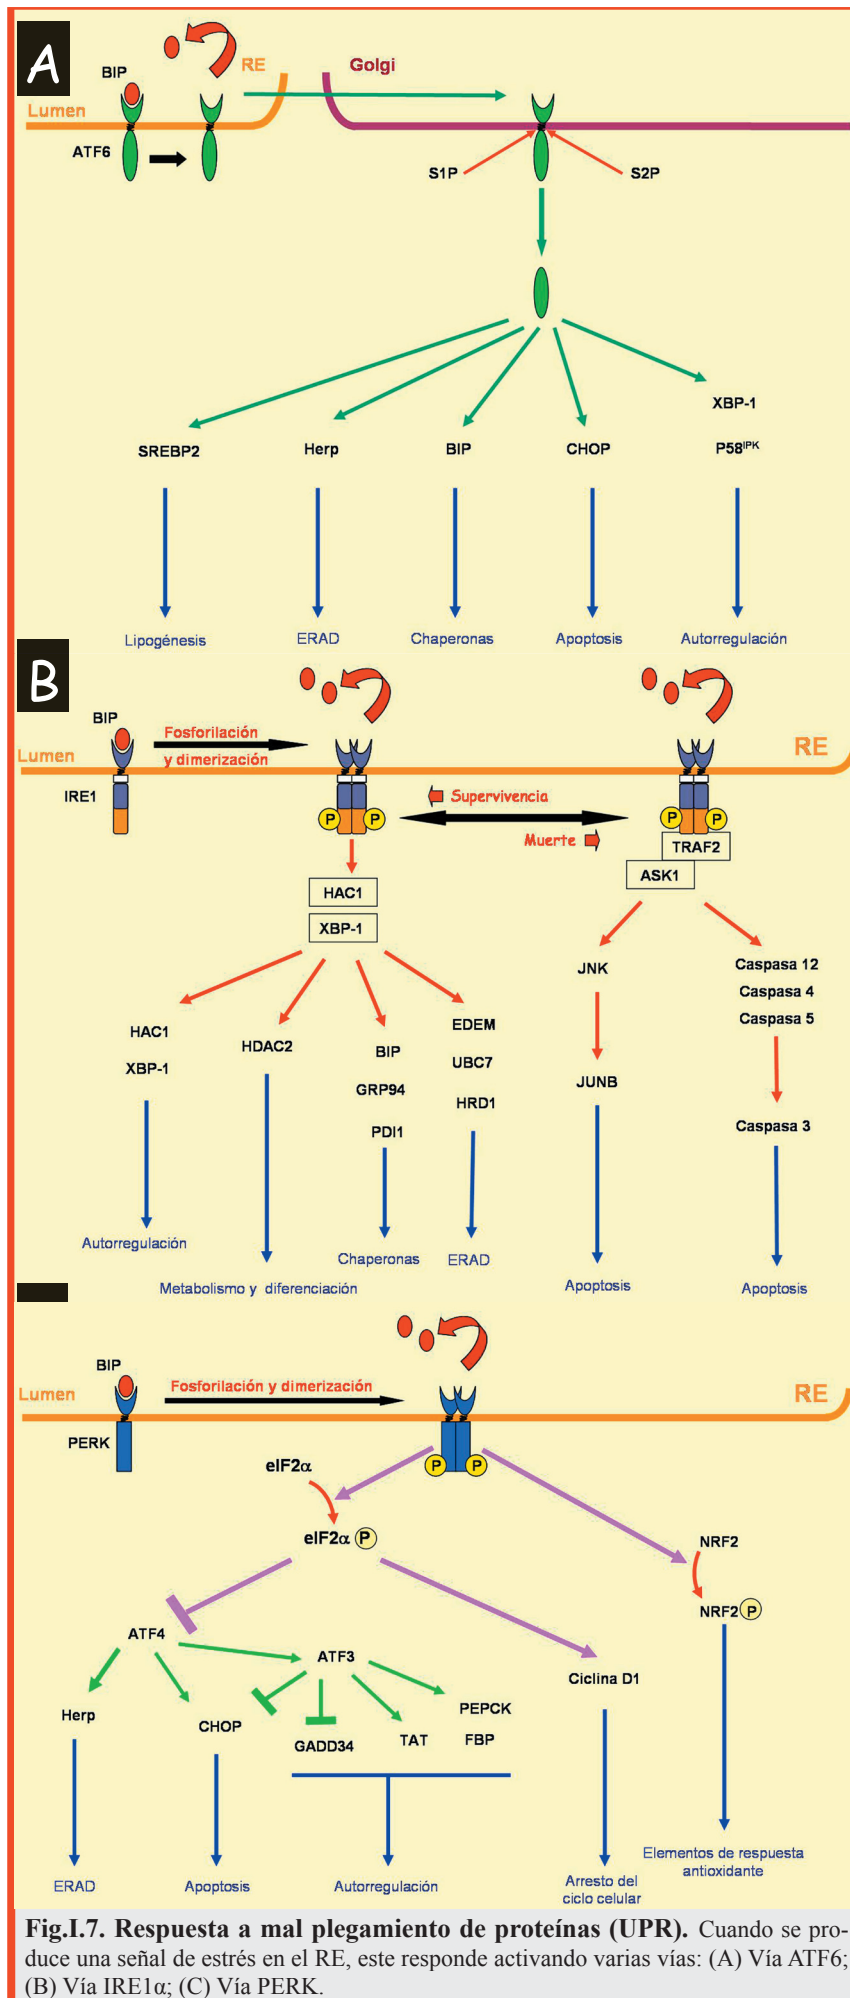 A
BIP
RE
Golgi
Lumen
ATF6
S1P
S2P
XBP-1
SREBP2
Herp
BIP
CHOP
P58IPK
Lipogénesis
ERAD
Chaperonas
Apoptosis
Autorregulación
B
BIP
Fosforilación
y dimerización
Lumen
RE
IRE1
Supervivencia
P
P
P
P
Muerte
TRAF2
ASK1
HAC1
XBP-1
JNK
Caspasa 12
Caspasa 4
Caspasa 5
HAC1
XBP-1
HDAC2
BIP
GRP94
PDI1
EDEM
UBC7
HRD1
JUNB
Caspasa 3
Autorregulación
Metabolismo y diferenciación
Chaperonas
ERAD
Apoptosis
Apoptosis
BIP
Fosforilación y dimerización
Lumen
RE
PERK
P
P
eIF2α
eIF2α P
NRF2
NRF2 P
ATF4
ATF3
Ciclina D1
Herp
CHOP
GADD34
TAT
PEPCK
FBP
ERAD
Apoptosis
Autorregulación
Arresto del
ciclo celular
Elementos de respuesta
antioxidante
Fig.I.7. Respuesta a mal plegamiento de proteínas (UPR). Cuando se pro-
duce una señal de estrés en el RE, este responde activando varias vías: (A) Vía ATF6;
(B) Vía IRE1α; (C) Vía PERK.